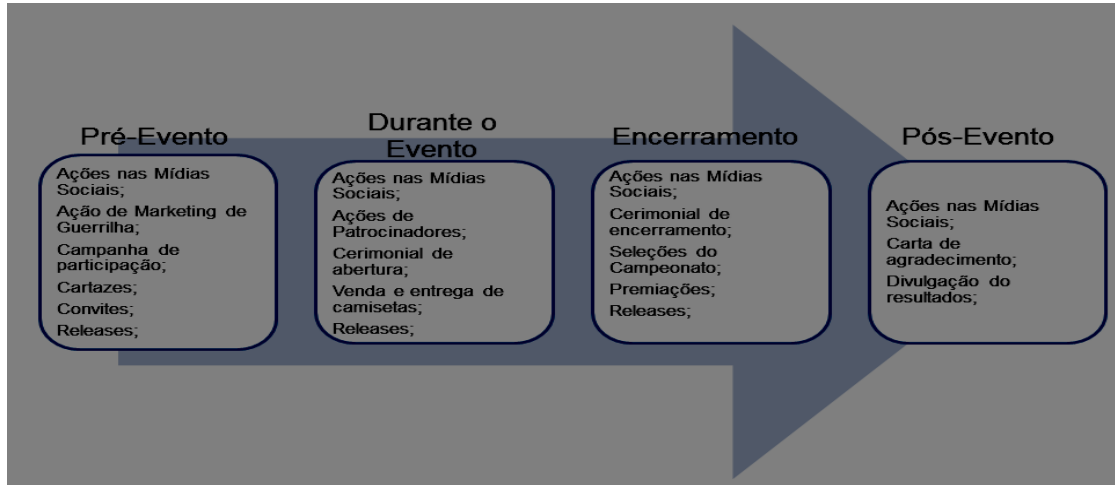 Pré-Evento
Ações nas Mídias
Sociais;
Ação de Marketing de
Guerrilha;
Campanha de
participação;
Cartazes;
Convites;
Releases;
Durante o
Evento
Ações nas Mídias
Sociais;
Ações de
Patrocinadores;
Cerimonial de
abertura;
Venda e entrega de
camisetas;
Releases;
Encerramento
Ações nas Mídias
Sociais;
Cerimonial de
encerramento;
Seleções do
Campeonato;
Premiações;
Releases;
Pós-Evento
Ações nas Mídias
Sociais;
Carta de
agradecimento;
Divulgação do
resultados;